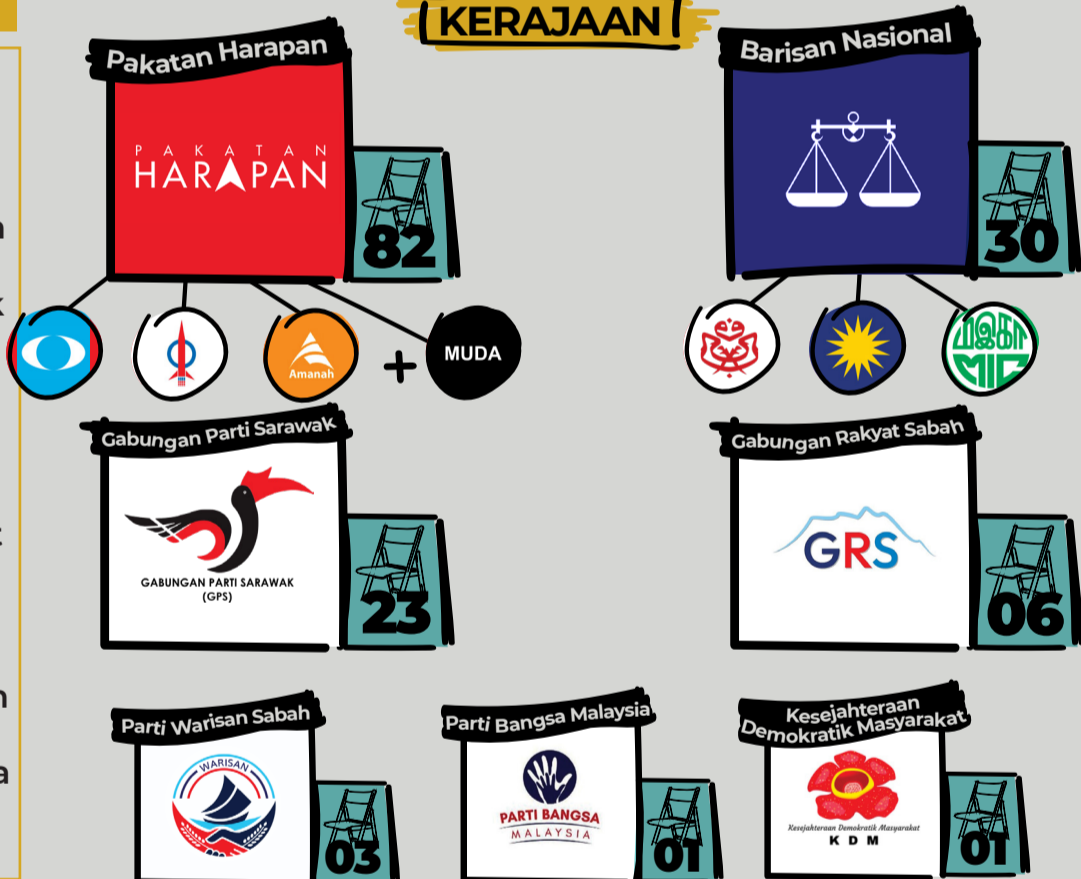 KERAJAAN
Pakatan Harapan
PAKATAN
HARAPAN
82
Barisan Nasional
30
Amanah
+
MUDA
மஇகா
MIC
Gabungan Parti Sarawak
GABUNGAN PARTI SARAWAK
(GPS)
23
Gabungan Rakyat Sabah
GRS
06
Parti Warisan Sabah
WARISAN
03
Parti Bangsa Malaysia
PARTI BANGSA
MALAYSIA
01
Kesejahteraan
Demokratik Masyarakat
Kesejahteraan Demokratik Masyarakat
KDM
01